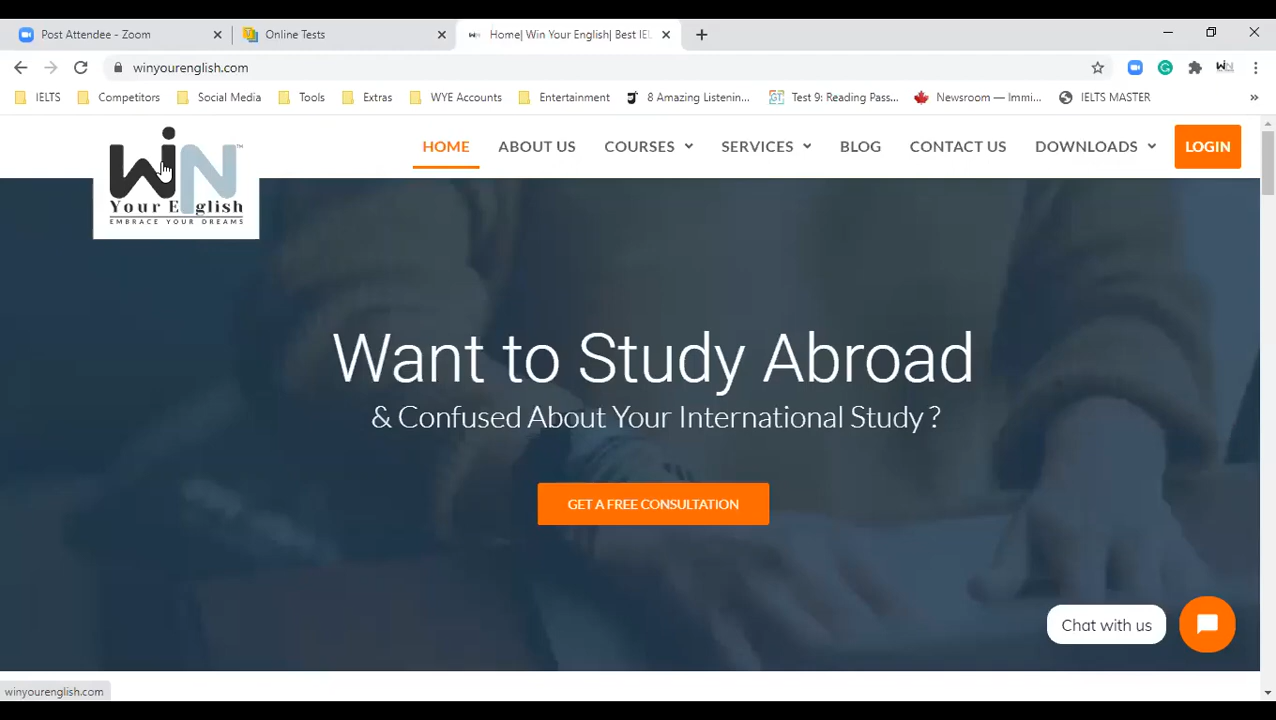 Post Attendee - Zoom
Online Tests
Home| Win Your English| Best IEL
winyourenglish.com
IELTS
Competitors
Social Media
Tools
Extras
WYE Accounts
Entertainment
8 Amazing Listenin...
Test 9: Reading Pass...
Newsroom — Immi...
IELTS MASTER
»
WiN
Your English
EMBRACE YOUR DREAMS
HOME
ABOUT US
COURSES
SERVICES
BLOG
CONTACT US
DOWNLOADS
LOGIN
Want to Study Abroad
& Confused About Your International Study ?
GET A FREE CONSULTATION
Chat with us
winyourenglish.com